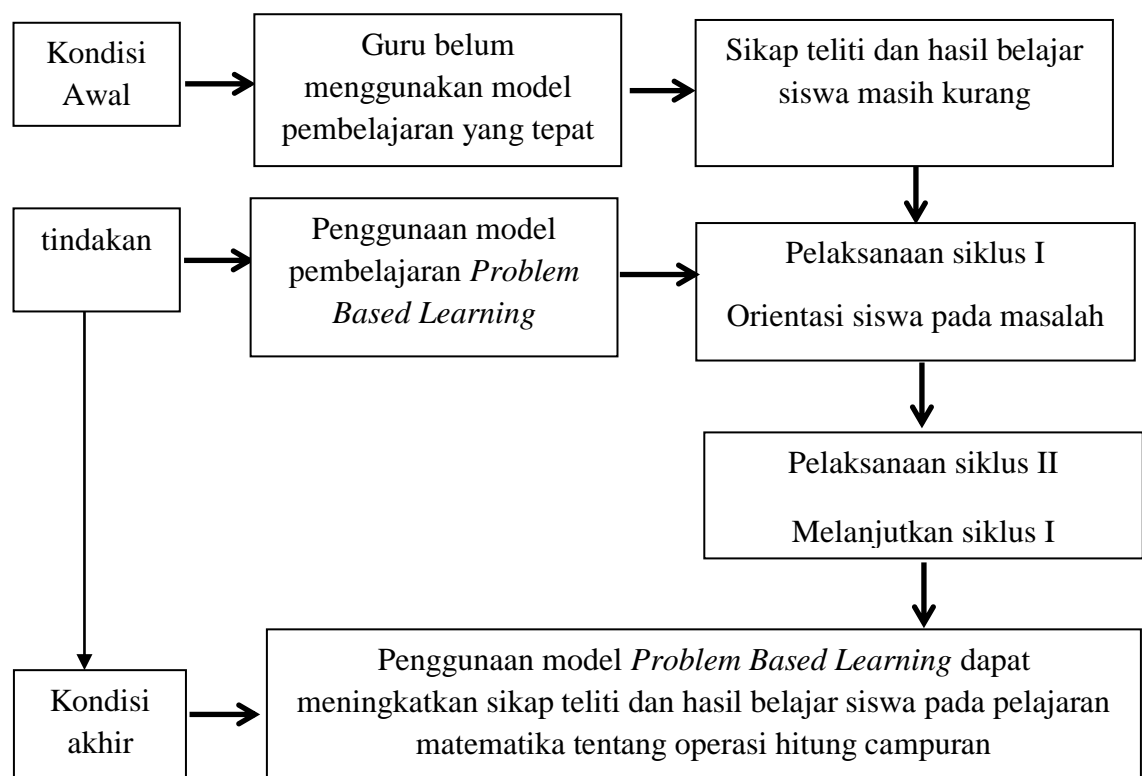 Kondisi
Awal
Guru belum
menggunakan model
pembelajaran yang tepat
Sikap teliti dan hasil belajar
siswa masih kurang
tindakan
Penggunaan model
pembelajaran Problem
Based Learning
Pelaksanaan siklus I
Orientasi siswa pada masalah
Pelaksanaan siklus II
Melanjutkan siklus I
Kondisi
akhir
Penggunaan model Problem Based Learning dapat
meningkatkan sikap teliti dan hasil belajar siswa pada pelajaran
matematika tentang operasi hitung campuran